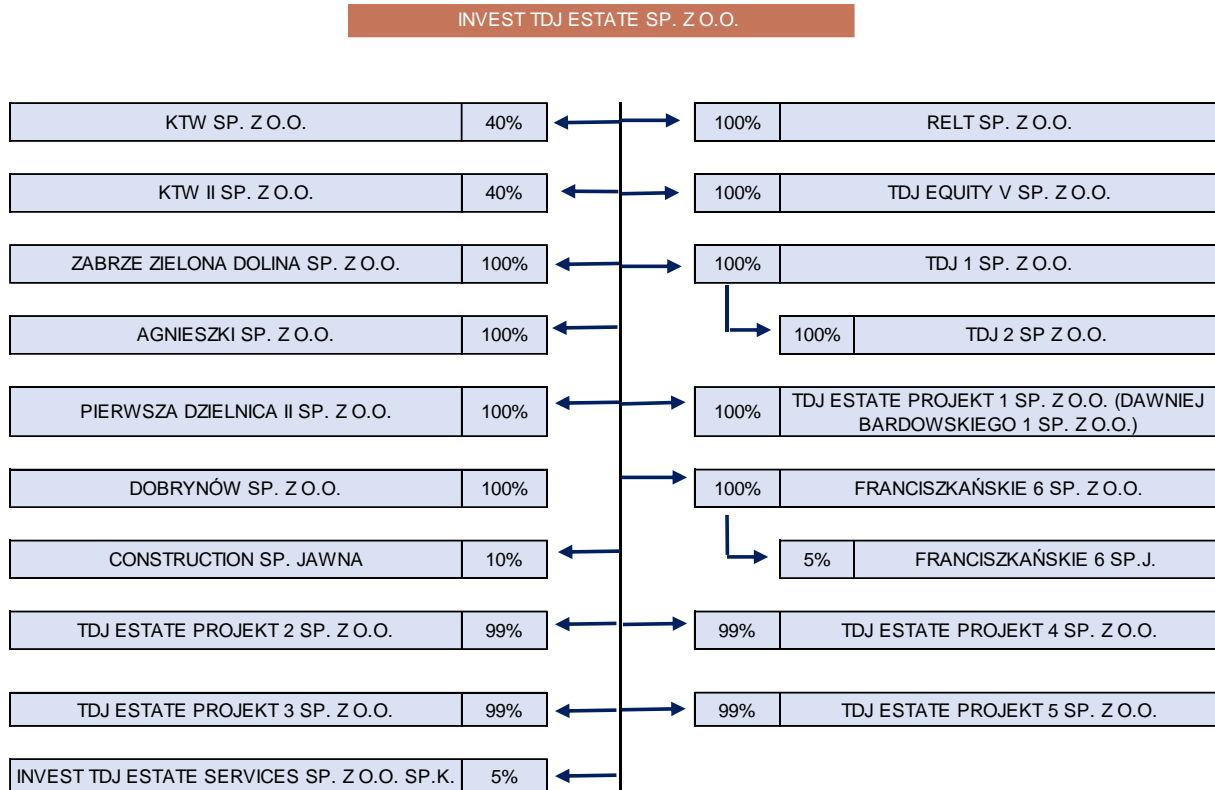 INVEST TDJ ESTATE SP. Z O.O.
KTW SP. Z O.O. 40% 100% RELT SP. Z O.O.
KTW II SP. Z O.O. 40% 100% TDJ EQUITY V SP. Z O.O.
ZABRZE ZIELONA DOLINA SP. Z O.O. 100% 100% TDJ 1 SP. Z O.O.
AGNIESZKI SP. Z O.O. 100% 100% TDJ 2 SP Z O.O.
PIERWSZA DZIELNICA II SP. Z O.O. 100% 100% TDJ ESTATE PROJEKT 1 SP. Z O.O. (DAWNIEJ
BARDOWSKIEGO 1 SP. Z O.O.)
DOBRYNÓW SP. Z O.O. 100% 100% FRANCISZKAŃSKIE 6 SP. Z O.O.
CONSTRUCTION SP. JAWNA 10% 5% FRANCISZKAŃSKIE 6 SP.J.
TDJ ESTATE PROJEKT 2 SP. Z O.O. 99% 99% TDJ ESTATE PROJEKT 4 SP. Z O.O.
TDJ ESTATE PROJEKT 3 SP. Z O.O. 99% 99% TDJ ESTATE PROJEKT 5 SP. Z O.O.
INVEST TDJ ESTATE SERVICES SP. Z O.O. SP.K. 5%